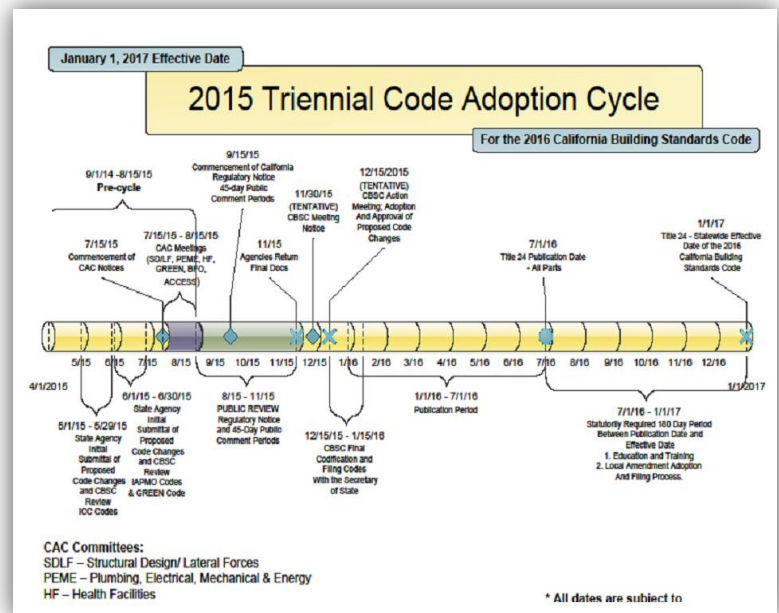 January 1, 2017 Effective Date
2015 Triennial Code Adoption Cycle
For the 2016 California Building Standards Code
9/1/14 -8/15/15
Pre-cycle
9/15/15
Commencement of California
Regulatory Notice
45-day Public
Comment Periods
12/15/2015
(TENTATIVE)
CBSC Action
Meeting; Adoption
And Approval of
Proposed Code
Changes
11/30/15
(TENTATIVE)
CBSC Meeting
Notice
7/15/15
Commencement of
CAC Notices
7/15/15 - 8/15/15
CAC Meetings
(SD/LF, PEME, HF,
GREEN, BFO,
ACCESS)
11/15
Agencies Return
Final Docs
7/1/16
Title 24 Publication Date
- All Parts
1/1/17
Title 24 - Statewide Effective
Date of the 2016
California Building
Standards Code
5/15 6/15 7/15 8/15 9/15 10/15 11/15 12/15 1/16 2/16 3/16 4/16 5/16 6/16 7/16 8/16 9/16 10/16 11/16 12/16
4/1/2015
1/1/2017
5/1/15 - 5/29/15
State Agency
Initial
Submittal of
Proposed
Code Changes
and CBSC
Review
ICC Codes
6/1/15 - 6/30/15
State Agency
Initial
Submittal of
Proposed
Code Changes
and CBSC
Review
IAPMO Codes
& GREEN Code
8/15 - 11/15
PUBLIC REVIEW
Regulatory Notice
and 45-Day Public
Comment Periods
12/15/15 - 1/15/16
CBSC Final
Codification and
Filing Codes
With the Secretary
of State
1/1/16 - 7/1/16
Publication Period
7/1/16 - 1/1/17
Statutorily Required 180 Day Period
Between Publication Date and
Effective Date
1. Education and Training
2. Local Amendment Adoption
And Filing Process.
CAC Committees:
SDLF – Structural Design/ Lateral Forces
PEME – Plumbing, Electrical, Mechanical & Energy
HF – Health Facilities
* All dates are subject to